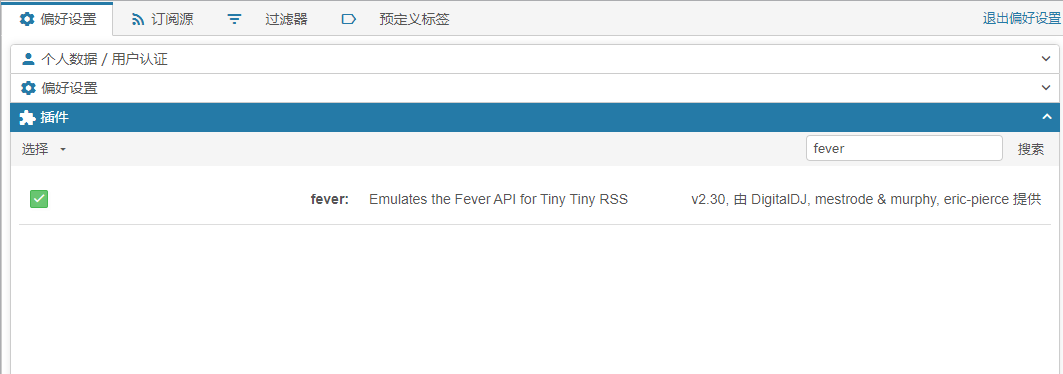 偏好设置 订阅源 过滤器 预定义标签 退出偏好设置
个人数据 / 用户认证
偏好设置
插件
选择 fever 搜索
fever: Emulates the Fever API for Tiny Tiny RSS v2.30, 由 DigitalDJ, mestrode & murphy, eric-pierce 提供